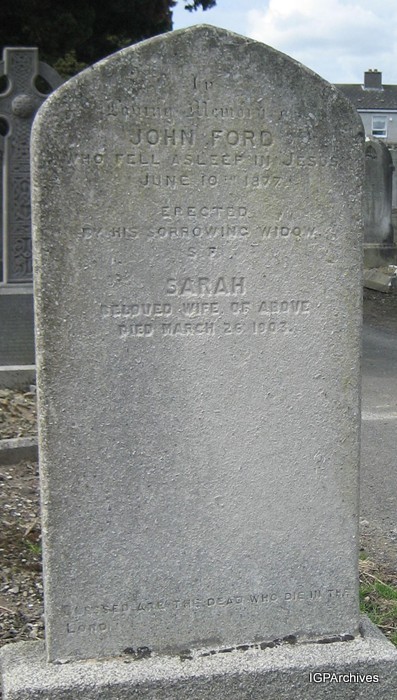 In
Loving Memory of
JOHN FORD
WHO FELL ASLEEP IN JESUS
JUNE 10TH 1877.
ERECTED
BY HIS SORROWING WIDOW.
S. F.
SARAH
BELOVED WIFE OF ABOVE
DIED MARCH 26 1903.
BLESSED ARE THE DEAD WHO DIE IN THE
LORD.
IGPArchives